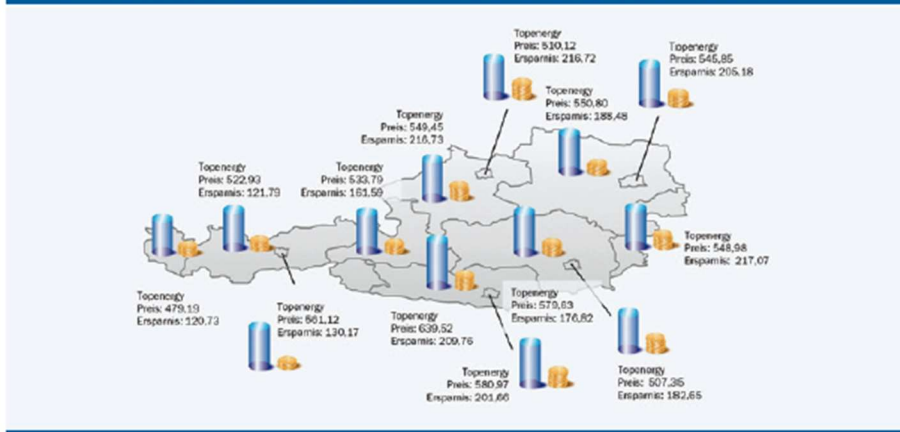 Topenergy
Preis: 510,12
Ersparnis: 216,72
Topenergy
Preis: 545,85
Ersparnis: 205,18
Topenergy
Preis: 550,80
Ersparnis: 188,48
Topenergy
Preis: 549,45
Ersparnis: 216,73
Topenergy
Preis: 522,93
Ersparnis: 121,79
Topenergy
Preis: 533,79
Ersparnis: 161,59
Topenergy
Preis: 548,98
Ersparnis: 217,07
Topenergy
Preis: 479,19
Ersparnis: 120,73
Topenergy
Preis: 561,12
Ersparnis: 130,17
Topenergy
Preis: 639,52
Ersparnis: 209,76
Topenergy
Preis: 579,63
Ersparnis: 176,82
Topenergy
Preis: 580,97
Ersparnis: 201,66
Topenergy
Preis: 507,35
Ersparnis: 182,65